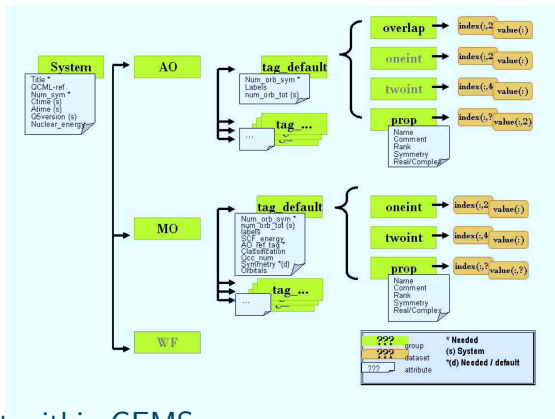 System
Title *
QCML-ref
Num_sym *
Ctime (s)
Atime (s)
Q5version (s)
Nuclear_energy
AO
tag_default
Num_orb_sym *
Labels
num_orb_tot (s)
tag_...
...
overlap
index(:,2
value(:)
oneint
index(:,2
value(:)
twoint
index(:,4
value(:)
prop
index(:,?
value(:,2)
Name
Comment
Rank
Symmetry
Real/Complex
MO
tag_default
Num_orb_sym *
num_orb_tot (s)
labels
SCF_energy
AO_ref_tag *
Classification
Occ_num
Symmetry *(d)
Orbitals
tag_...
...
oneint
index(:,2
value(:)
twoint
index(:,4
value(:)
prop
index(:,?
value(:,?)
Name
Comment
Rank
Symmetry
Real/Complex
WF
??? group
??? dataset
??? attribute
* Needed
(s) System
*(d) Needed / default
within GEMS